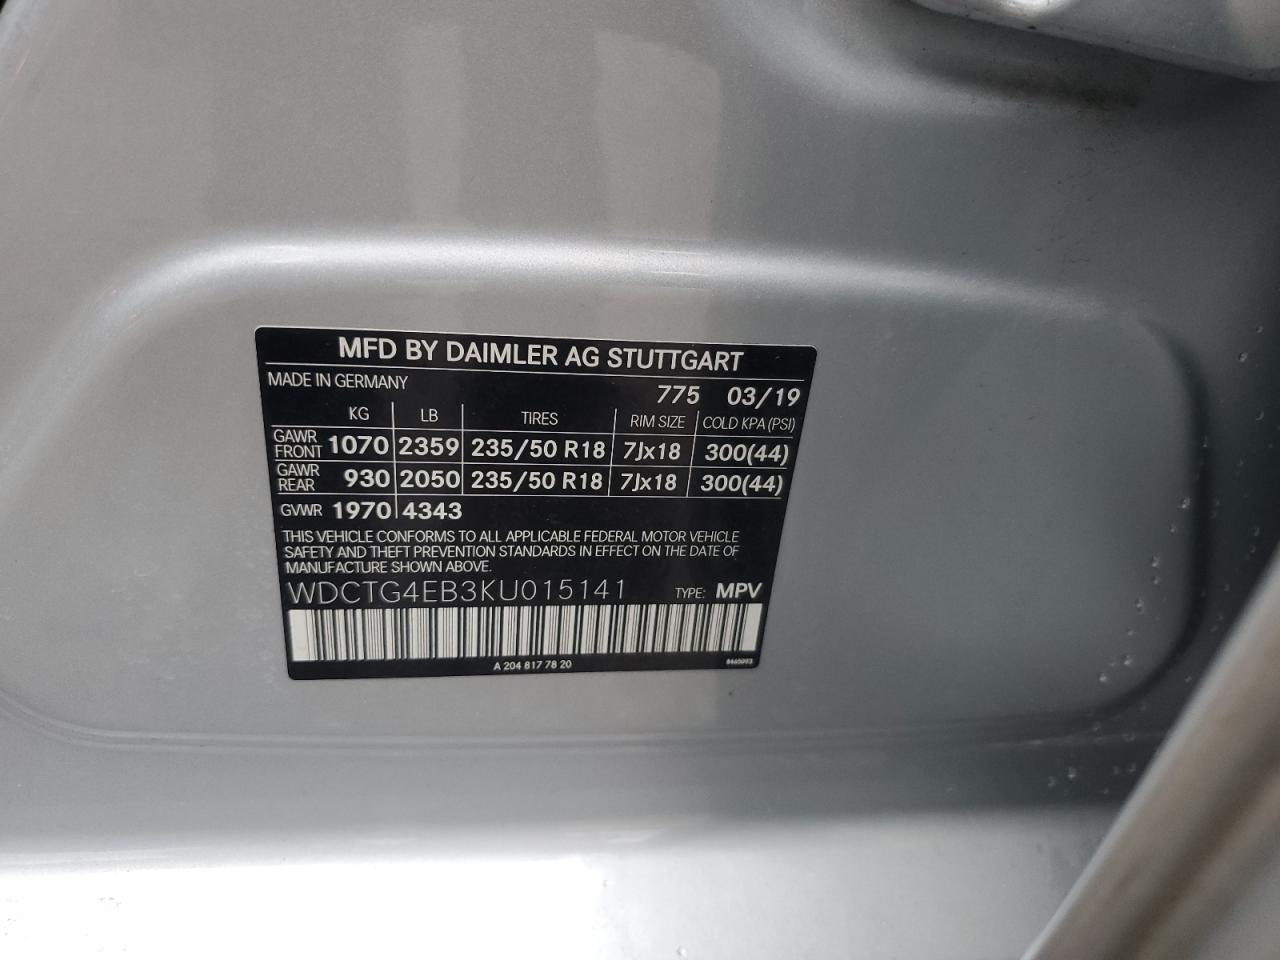 MFD BY DAIMLER AG STUTTGART
MADE IN GERMANY 775 03/19
KG LB TIRES RIM SIZE COLD KPA (PSI)
GAWR FRONT 1070 2359 235/50 R18 7Jx18 300(44)
GAWR REAR 930 2050 235/50 R18 7Jx18 300(44)
GVWR 1970 4343
THIS VEHICLE CONFORMS TO ALL APPLICABLE FEDERAL MOTOR VEHICLE
SAFETY AND THEFT PREVENTION STANDARDS IN EFFECT ON THE DATE OF
MANUFACTURE SHOWN ABOVE.
WDCTG4EB3KU015141 TYPE: MPV
A 204 817 78 20